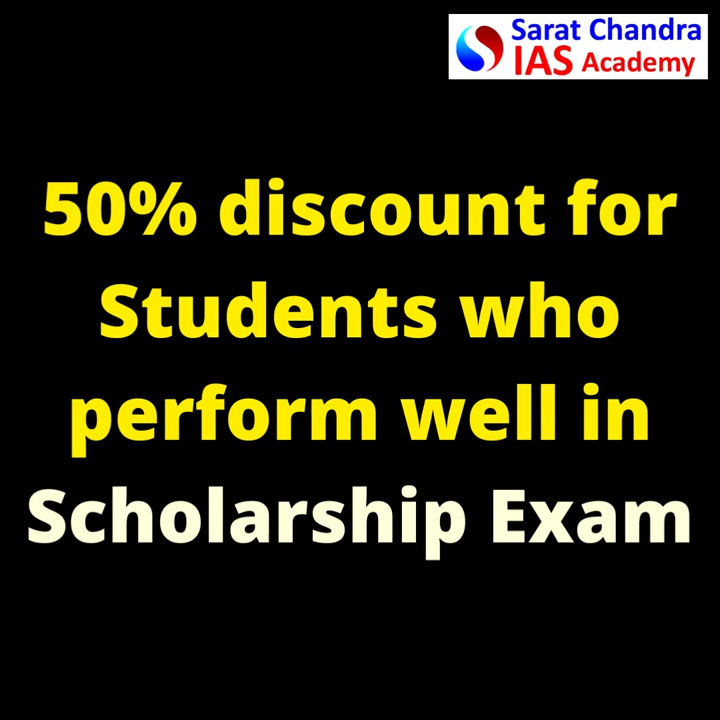 Sarat Chandra
IAS Academy
50% discount for
Students who
perform well in
Scholarship Exam